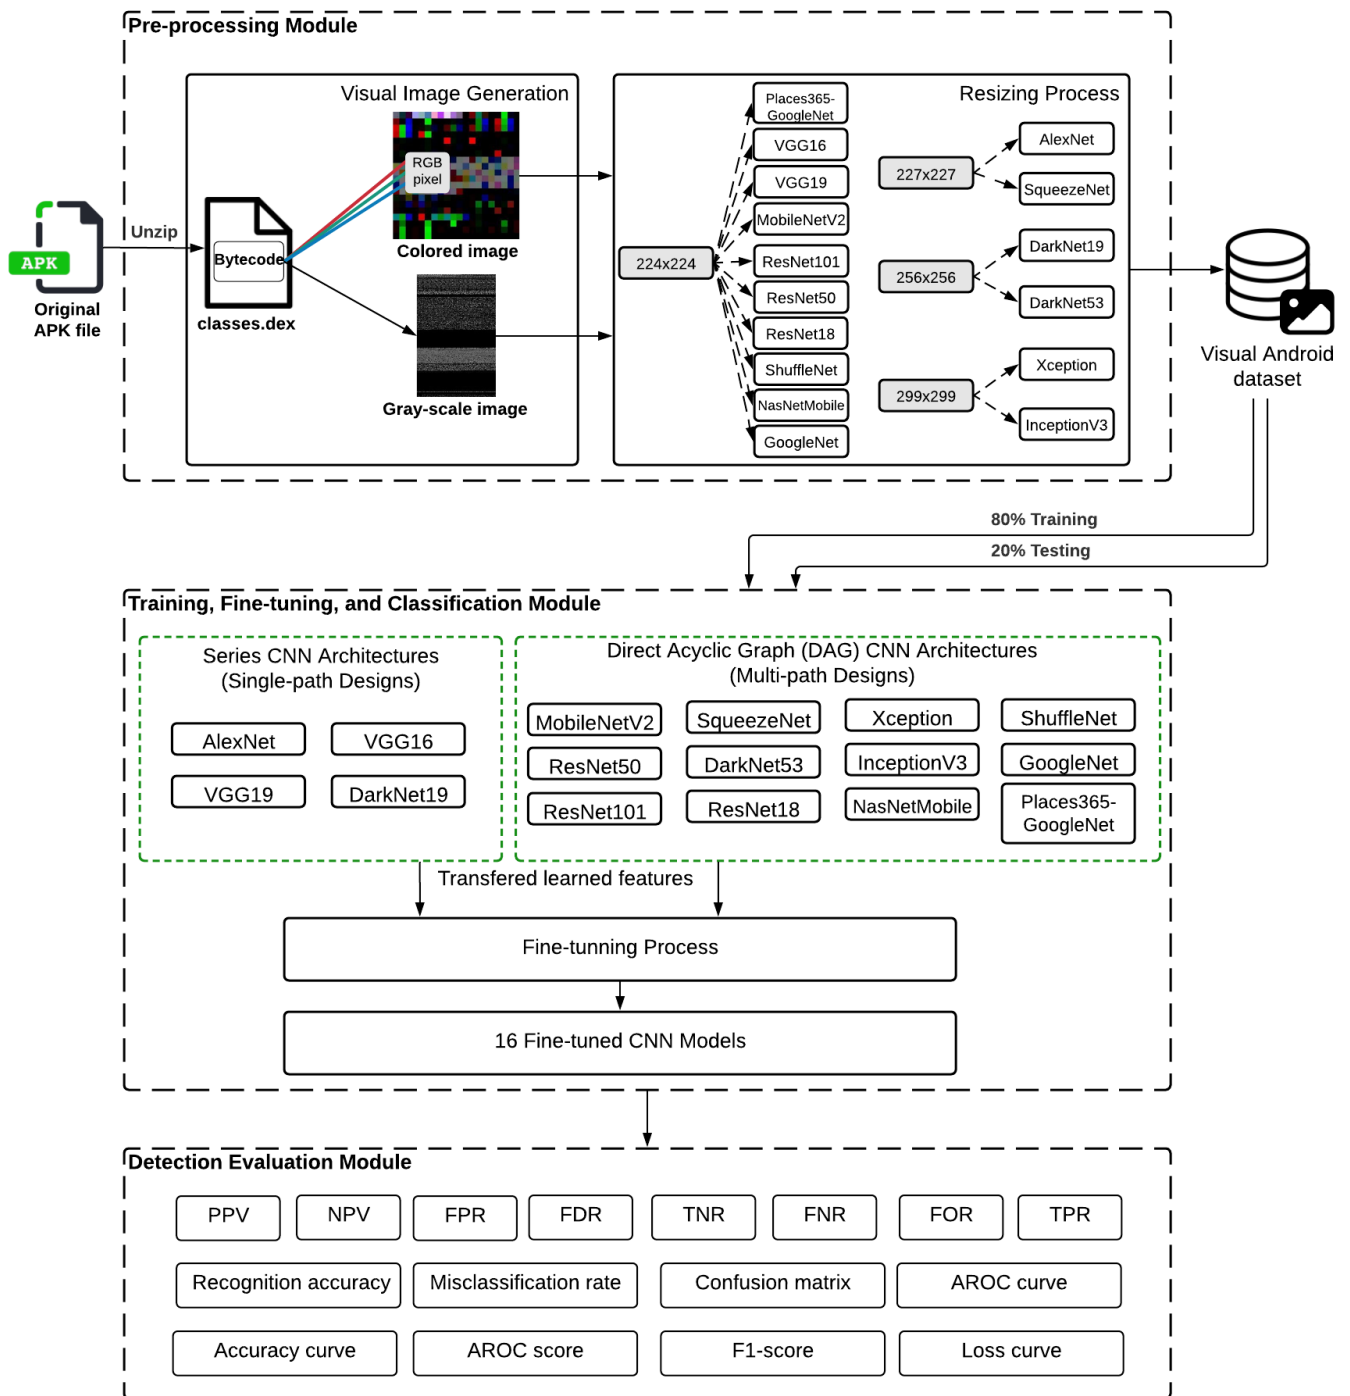 Pre-processing Module
Visual Image Generation
RGB
pixel
Colored image
APK
Original
APK file
Unzip
Bytecode
classes.dex
Gray-scale image
Resizing Process
224x224
Places365-
GoogleNet
VGG16
VGG19
MobileNetV2
ResNet101
ResNet50
ResNet18
ShuffleNet
NasNetMobile
GoogleNet
227x227
AlexNet
SqueezeNet
256x256
DarkNet19
DarkNet53
299x299
Xception
InceptionV3
Visual Android
dataset
80% Training
20% Testing
Training, Fine-tuning, and Classification Module
Series CNN Architectures
(Single-path Designs)
AlexNet
VGG16
VGG19
DarkNet19
Direct Acyclic Graph (DAG) CNN Architectures
(Multi-path Designs)
MobileNetV2
SqueezeNet
Xception
ShuffleNet
ResNet50
DarkNet53
InceptionV3
GoogleNet
ResNet101
ResNet18
NasNetMobile
Places365-
GoogleNet
Transfered learned features
Fine-tunning Process
16 Fine-tuned CNN Models
Detection Evaluation Module
PPV
NPV
FPR
FDR
TNR
FNR
FOR
TPR
Recognition accuracy
Misclassification rate
Confusion matrix
AROC curve
Accuracy curve
AROC score
F1-score
Loss curve